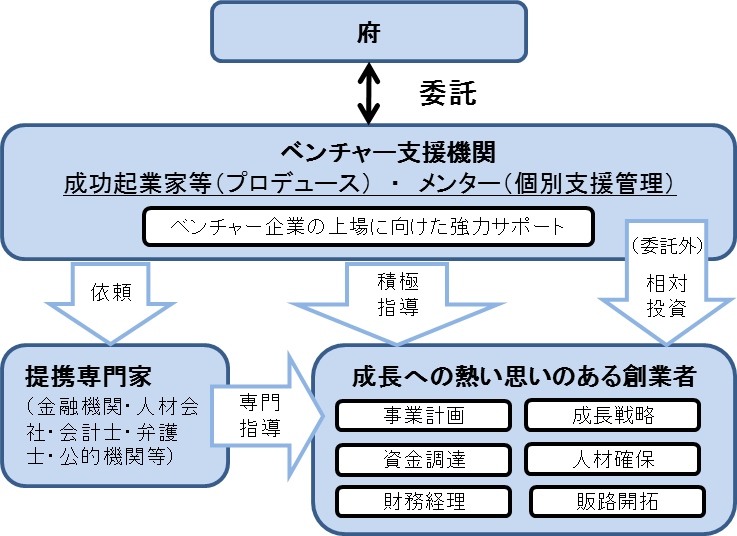 府
委託
ベンチャー支援機関
成功起業家等（プロデュース） ・ メンター（個別支援管理）
ベンチャー企業の上場に向けた強力サポート
（委託外）
相対
投資
依頼
積極
指導
提携専門家
（金融機関・人材会
社・会計士・弁護
士・公的機関等）
専門
指導
成長への熱い思いのある創業者
事業計画
成長戦略
資金調達
人材確保
財務経理
販路開拓